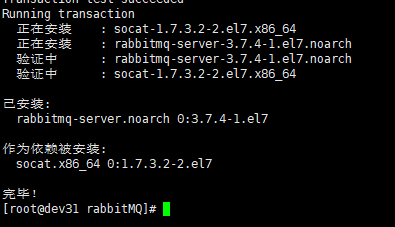 Transaction test succeeded
Running transaction
正在安装    : socat-1.7.3.2-2.el7.x86_64
正在安装    : rabbitmq-server-3.7.4-1.el7.noarch
验证中      : rabbitmq-server-3.7.4-1.el7.noarch
验证中      : socat-1.7.3.2-2.el7.x86_64
已安装:
rabbitmq-server.noarch 0:3.7.4-1.el7
作为依赖被安装:
socat.x86_64 0:1.7.3.2-2.el7
完毕！
[root@dev31 rabbitMQ]#